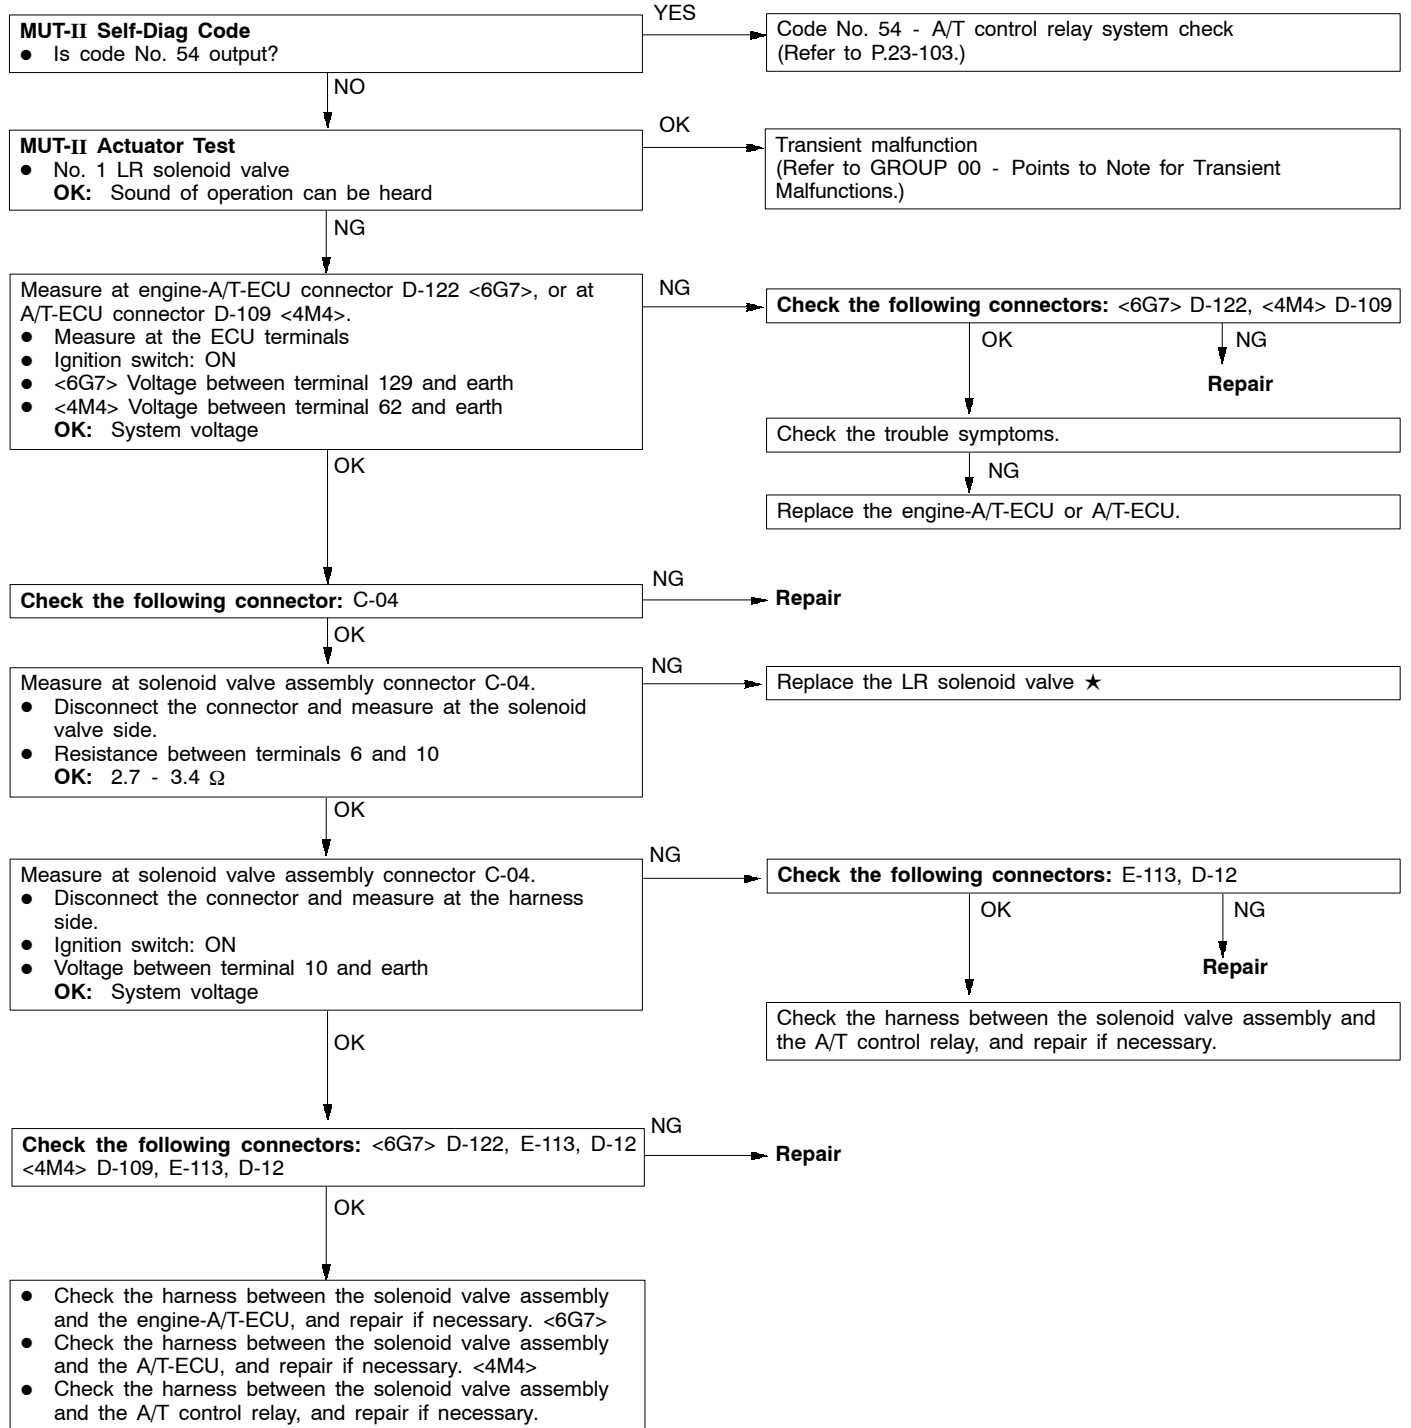 MUT-II Self-Diag Code
● Is code No. 54 output?
YES
Code No. 54 - A/T control relay system check
(Refer to P.23-103.)
NO
MUT-II Actuator Test
● No. 1 LR solenoid valve
OK: Sound of operation can be heard
OK
Transient malfunction
(Refer to GROUP 00 - Points to Note for Transient
Malfunctions.)
NG
Measure at engine-A/T-ECU connector D-122 <6G7>, or at
A/T-ECU connector D-109 <4M4>.
● Measure at the ECU terminals
● Ignition switch: ON
● <6G7> Voltage between terminal 129 and earth
● <4M4> Voltage between terminal 62 and earth
OK: System voltage
NG
Check the following connectors: <6G7> D-122, <4M4> D-109
OK
NG
Repair
Check the trouble symptoms.
NG
Replace the engine-A/T-ECU or A/T-ECU.
OK
Check the following connector: C-04
NG
Repair
OK
Measure at solenoid valve assembly connector C-04.
● Disconnect the connector and measure at the solenoid
valve side.
● Resistance between terminals 6 and 10
OK: 2.7 - 3.4 Ω
NG
Replace the LR solenoid valve ★
OK
Measure at solenoid valve assembly connector C-04.
● Disconnect the connector and measure at the harness
side.
● Ignition switch: ON
● Voltage between terminal 10 and earth
OK: System voltage
NG
Check the following connectors: E-113, D-12
OK
NG
Repair
Check the harness between the solenoid valve assembly and
the A/T control relay, and repair if necessary.
OK
Check the following connectors: <6G7> D-122, E-113, D-12
<4M4> D-109, E-113, D-12
NG
Repair
OK
● Check the harness between the solenoid valve assembly
and the engine-A/T-ECU, and repair if necessary. <6G7>
● Check the harness between the solenoid valve assembly
and the A/T-ECU, and repair if necessary. <4M4>
● Check the harness between the solenoid valve assembly
and the A/T control relay, and repair if necessary.